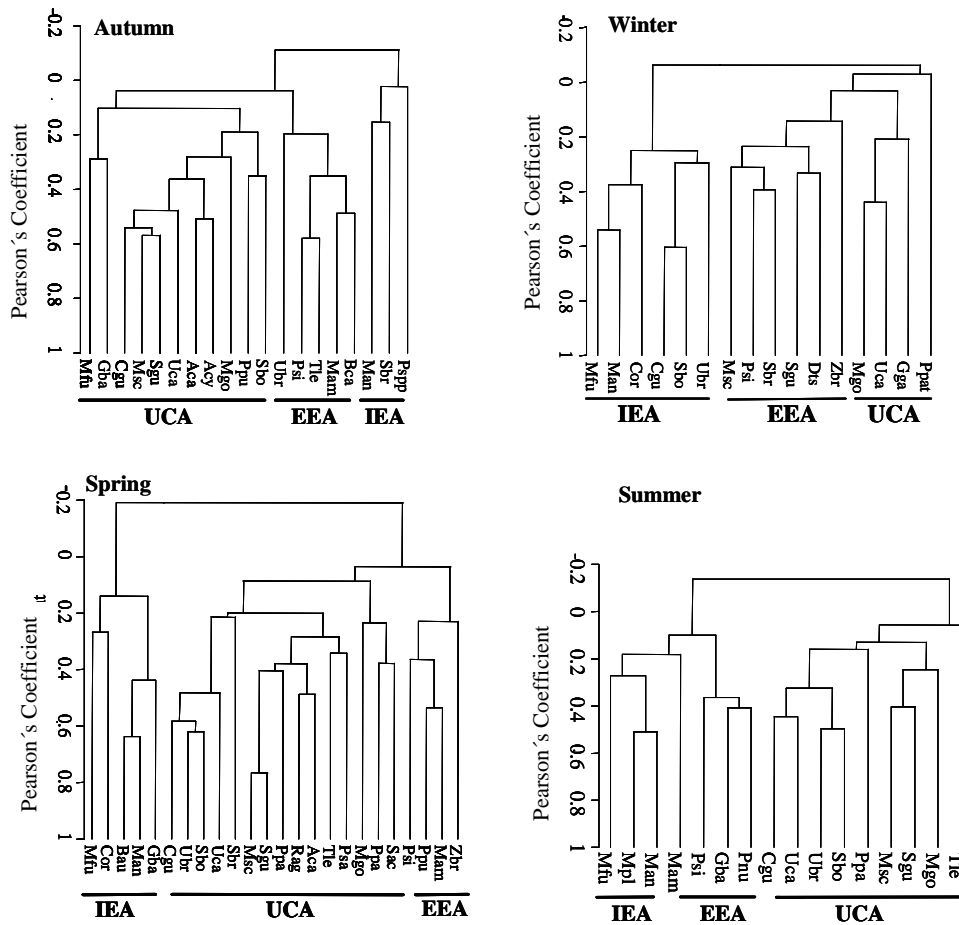 Autumn
-0.2
0
0.2
0.4
0.6
0.8
1
Pearson´s Coefficient
Mfu Gba Cgu Msc Sgu Uca Aca Acy Mgo Ppu Sbo Ubr Psi Tle Mam Bca Man Sbr Pspp
UCA EEA IEA
Winter
-0.2
0
0.2
0.4
0.6
0.8
1
Pearson´s Coefficient
Mfu Man Cor Cgu Sbo Ubr Msc Psi Sbr Sgu Dts Zbr Mgo Uca Gga Ppat
IEA EEA UCA
Spring
-0.2
0
0.2
0.4
0.6
0.8
1
Pearson´s Coefficient
Mfu Cor Bau Man Gba Cgu Ubr Sbo Uca Sbr Msc Sgu Ppa Rag Aca Tle Psa Mgo Ppa Sac Psi Ppu Mam Zbr
IEA UCA EEA
Summer
-0.2
0
0.2
0.4
0.6
0.8
1
Pearson´s Coefficient
Mfu Mpl Man Mam Psi Gba Pnu Cgu Uca Ubr Sbo Ppa Msc Sgu Mgo Tle
IEA EEA UCA